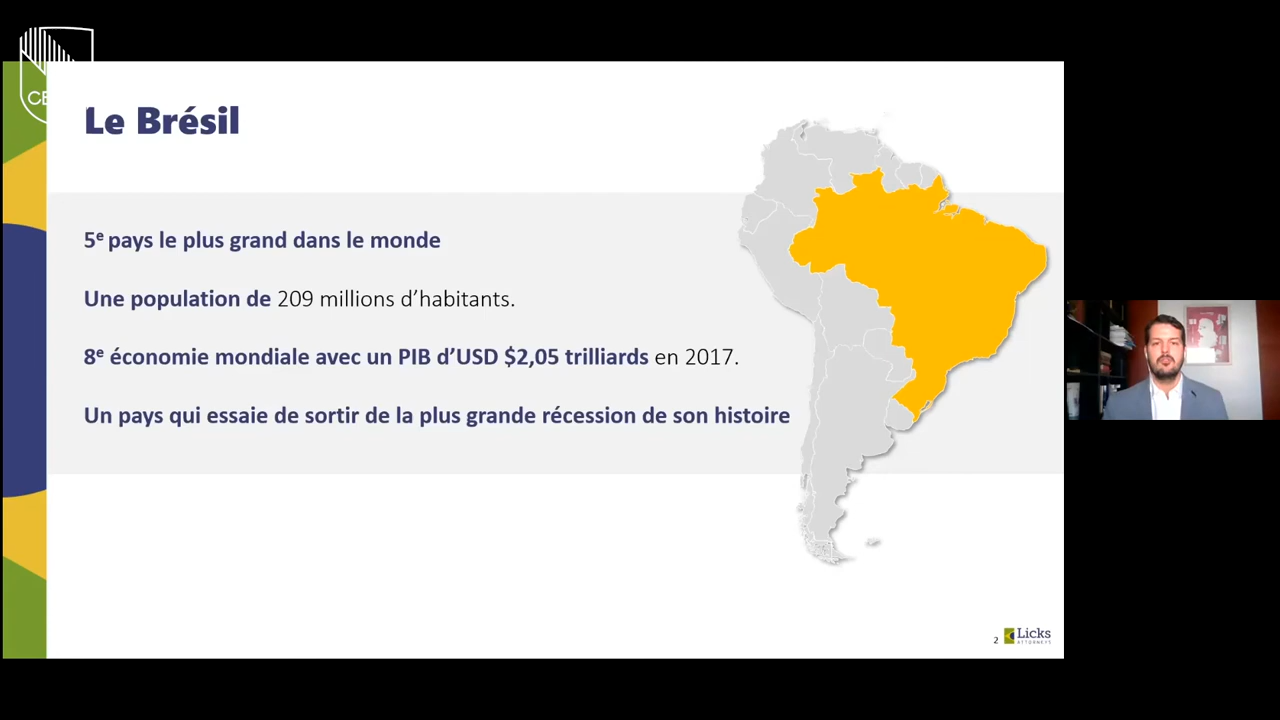 CE
Le Brésil
5e pays le plus grand dans le monde
Une population de 209 millions d’habitants.
8e économie mondiale avec un PIB d’USD $2,05 trilliards en 2017.
Un pays qui essaie de sortir de la plus grande récession de son histoire
2
Licks
ATTORNEYS